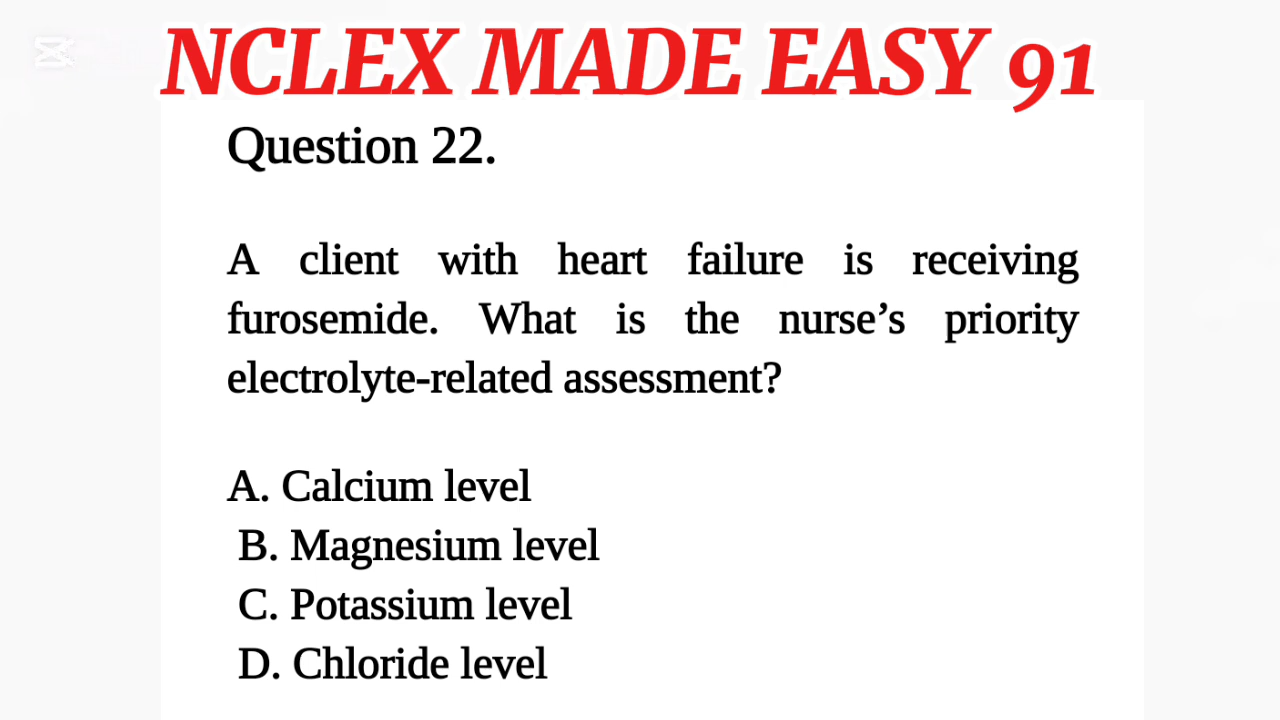 NCLEX MADE EASY 91
Question 22.
A client with heart failure is receiving
furosemide. What is the nurse’s priority
electrolyte-related assessment?
A. Calcium level
B. Magnesium level
C. Potassium level
D. Chloride level